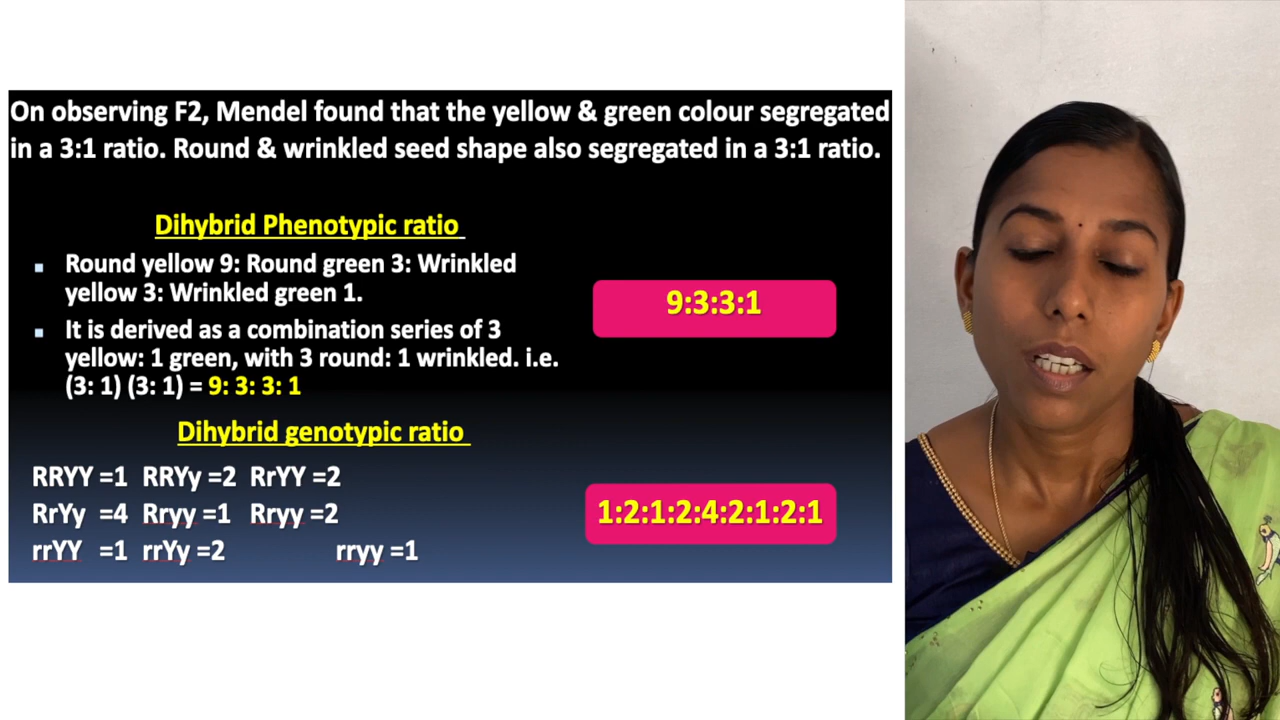 On observing F2, Mendel found that the yellow & green colour segregated
in a 3:1 ratio. Round & wrinkled seed shape also segregated in a 3:1 ratio.
Dihybrid Phenotypic ratio
Round yellow 9: Round green 3: Wrinkled
yellow 3: Wrinkled green 1.
9:3:3:1
It is derived as a combination series of 3
yellow: 1 green, with 3 round: 1 wrinkled. i.e.
(3: 1) (3: 1) = 9: 3: 3: 1
Dihybrid genotypic ratio
RRYY =1 RRYy =2 RrYY =2
RrYy =4 Rryy =1 Rryy =2
1:2:1:2:4:2:1:2:1
rrYY =1 rrYy =2 rryy =1